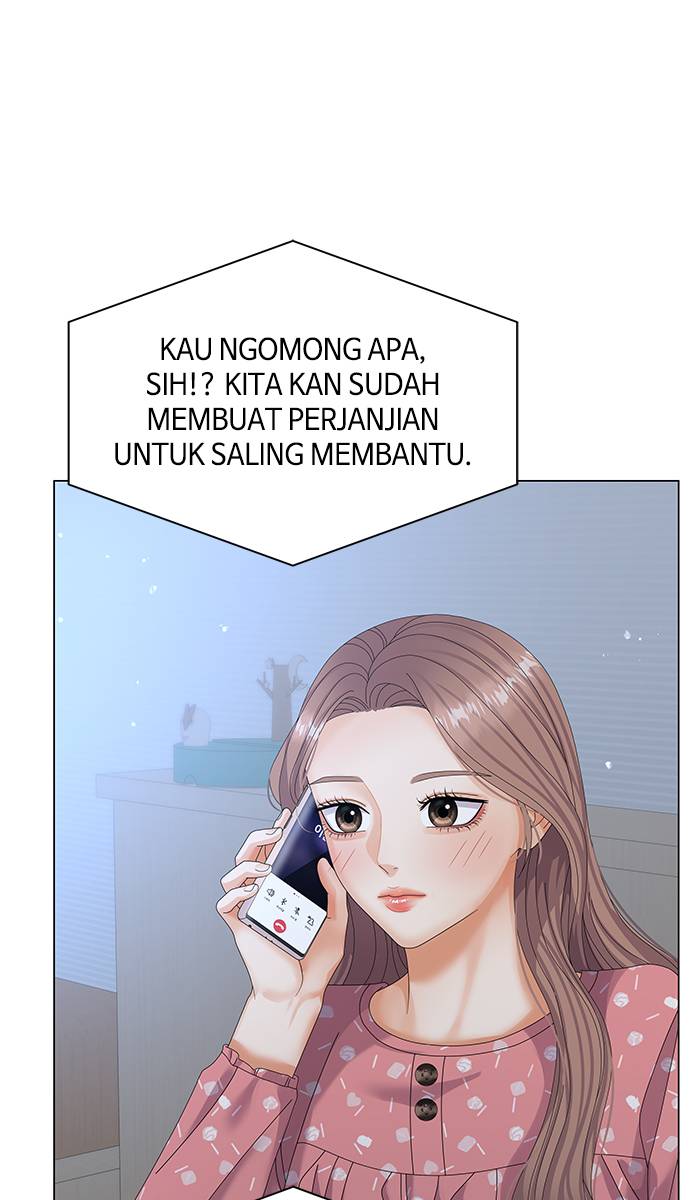 KAU NGOMONG APA,
SIH!? KITA KAN SUDAH
MEMBUAT PERJANJIAN
UNTUK SALING MEMBANTU.